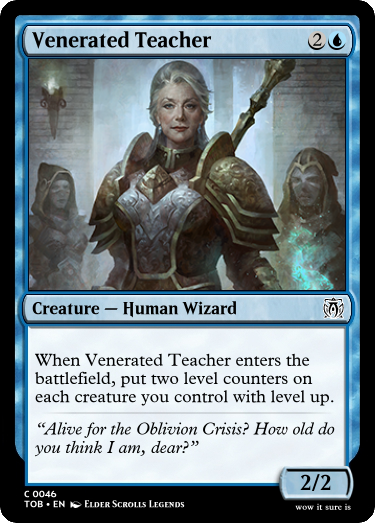 Venerated Teacher 2
Creature — Human Wizard
When Venerated Teacher enters the
battlefield, put two level counters on
each creature you control with level up.
“Alive for the Oblivion Crisis? How old do
you think I am, dear?”
2/2
C 0046
TOB • EN Elder Scrolls Legends
wow it sure is